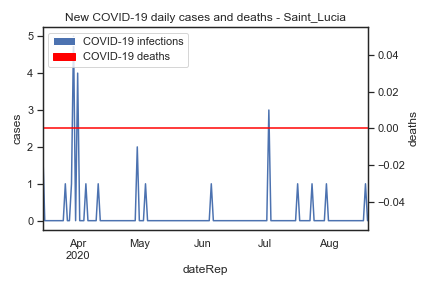 New COVID-19 daily cases and deaths - Saint_Lucia
COVID-19 infections
COVID-19 deaths
5
4
3
2
1
0
cases
0.04
0.02
0.00
−0.02
−0.04
deaths
Apr
2020
May
Jun
Jul
Aug
dateRep